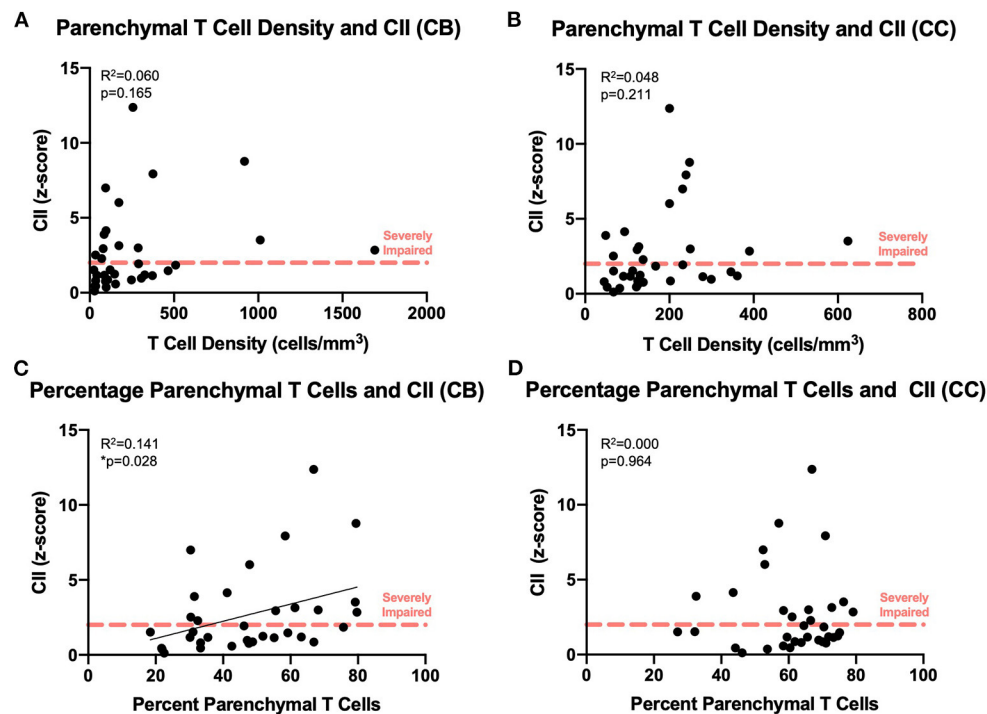 A
Parenchymal T Cell Density and CII (CB)
R²=0.060
p=0.165
15
10
5
0
CII (z-score)
Severely
Impaired
0 500 1000 1500 2000
T Cell Density (cells/mm³)
B
Parenchymal T Cell Density and CII (CC)
R²=0.048
p=0.211
15
10
5
0
CII (z-score)
Severely
Impaired
0 200 400 600 800
T Cell Density (cells/mm³)
C
Percentage Parenchymal T Cells and CII (CB)
R²=0.141
*p=0.028
15
10
5
0
CII (z-score)
Severely
Impaired
0 20 40 60 80 100
Percent Parenchymal T Cells
D
Percentage Parenchymal T Cells and CII (CC)
R²=0.000
p=0.964
15
10
5
0
CII (z-score)
Severely
Impaired
0 20 40 60 80 100
Percent Parenchymal T Cells